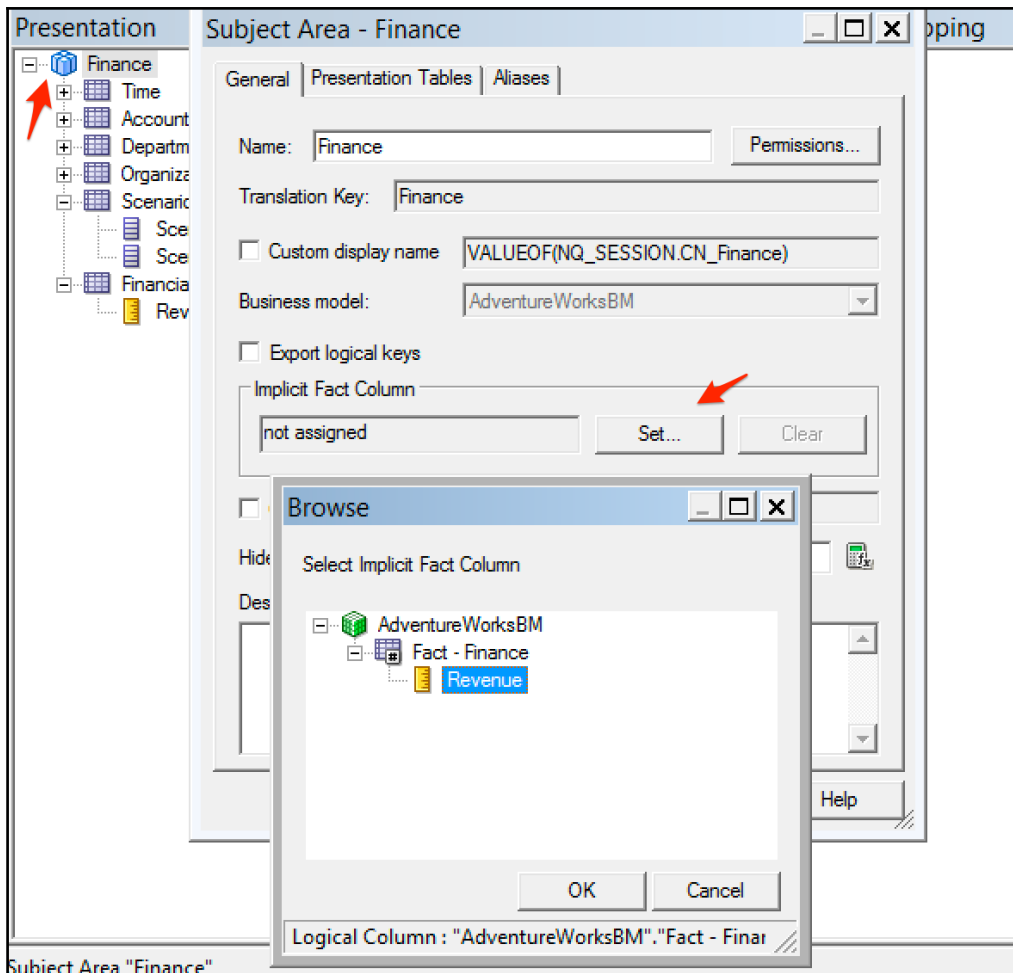 Presentation
Subject Area - Finance
pping
Finance
Time
Account
Departm
Organiza
Scenario
Sce
Sce
Financia
Rev
General
Presentation Tables
Aliases
Name:
Finance
Permissions...
Translation Key:
Finance
Custom display name
VALUEOF(NQ_SESSION.CN_Finance)
Business model:
AdventureWorksBM
Export logical keys
Implicit Fact Column
not assigned
Set...
Clear
Hide
Des
Browse
Select Implicit Fact Column
AdventureWorksBM
Fact - Finance
Revenue
Help
OK
Cancel
Logical Column : "AdventureWorksBM"."Fact - Finar
Subject Area "Finance"